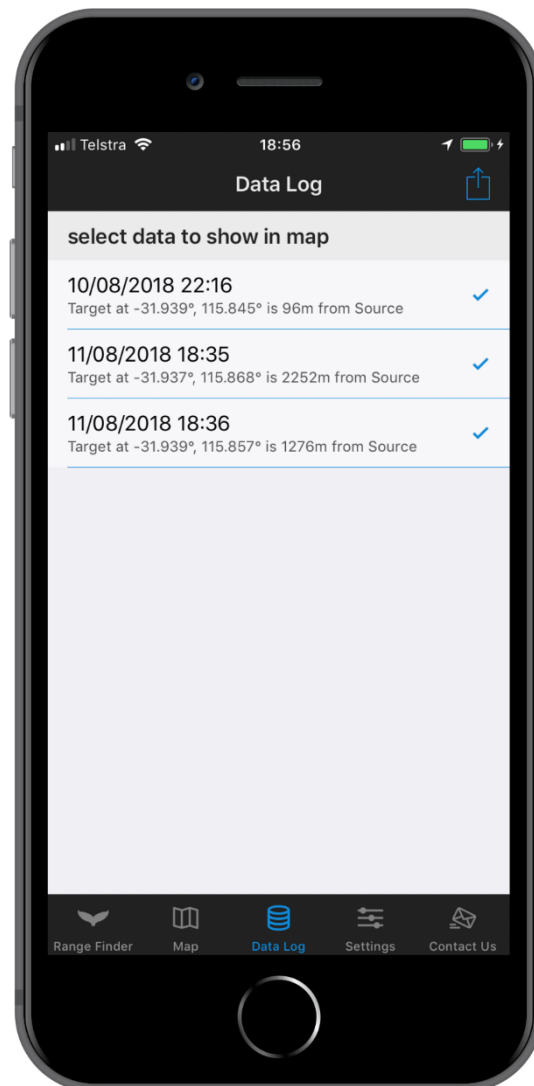 Telstra 18:56
Data Log
select data to show in map
10/08/2018 22:16
Target at -31.939°, 115.845° is 96m from Source
11/08/2018 18:35
Target at -31.937°, 115.868° is 2252m from Source
11/08/2018 18:36
Target at -31.939°, 115.857° is 1276m from Source
Range Finder Map Data Log Settings Contact Us